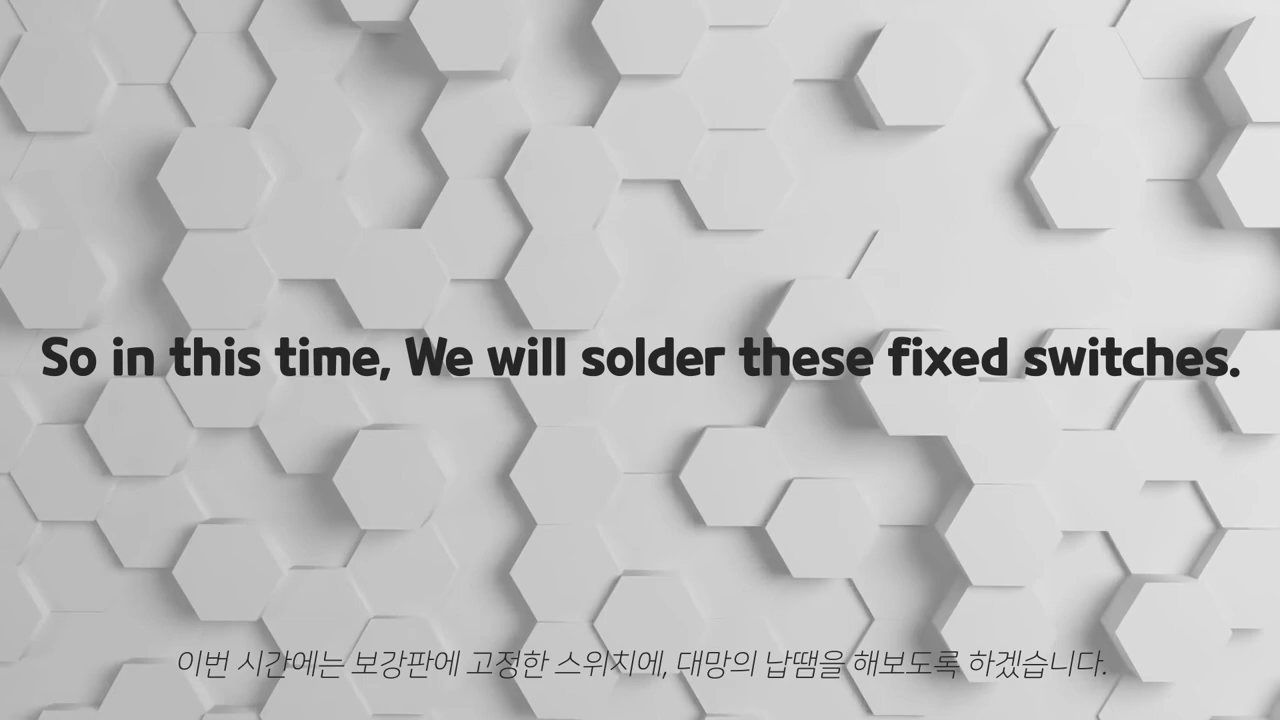 So in this time, We will solder these fixed switches.
이번 시간에는 보강판에 고정한 스위치에, 대망의 납땜을 해보도록 하겠습니다.